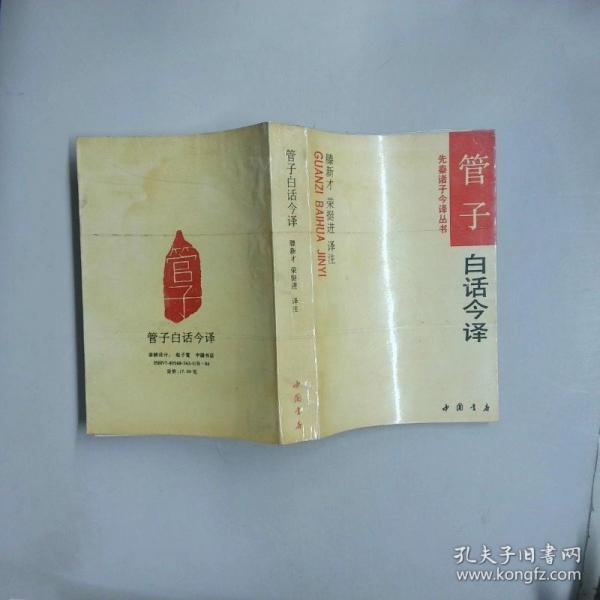 管子
白话今译
先秦诸子今译丛书
滕新才 荣挺进 译注
GUANZI BAIHUA JINYI
中国书店
管子白话今译
滕新才 荣挺进 译注
中国书店
管子
管子白话今译
孔夫子旧书网
www.kongfz.com